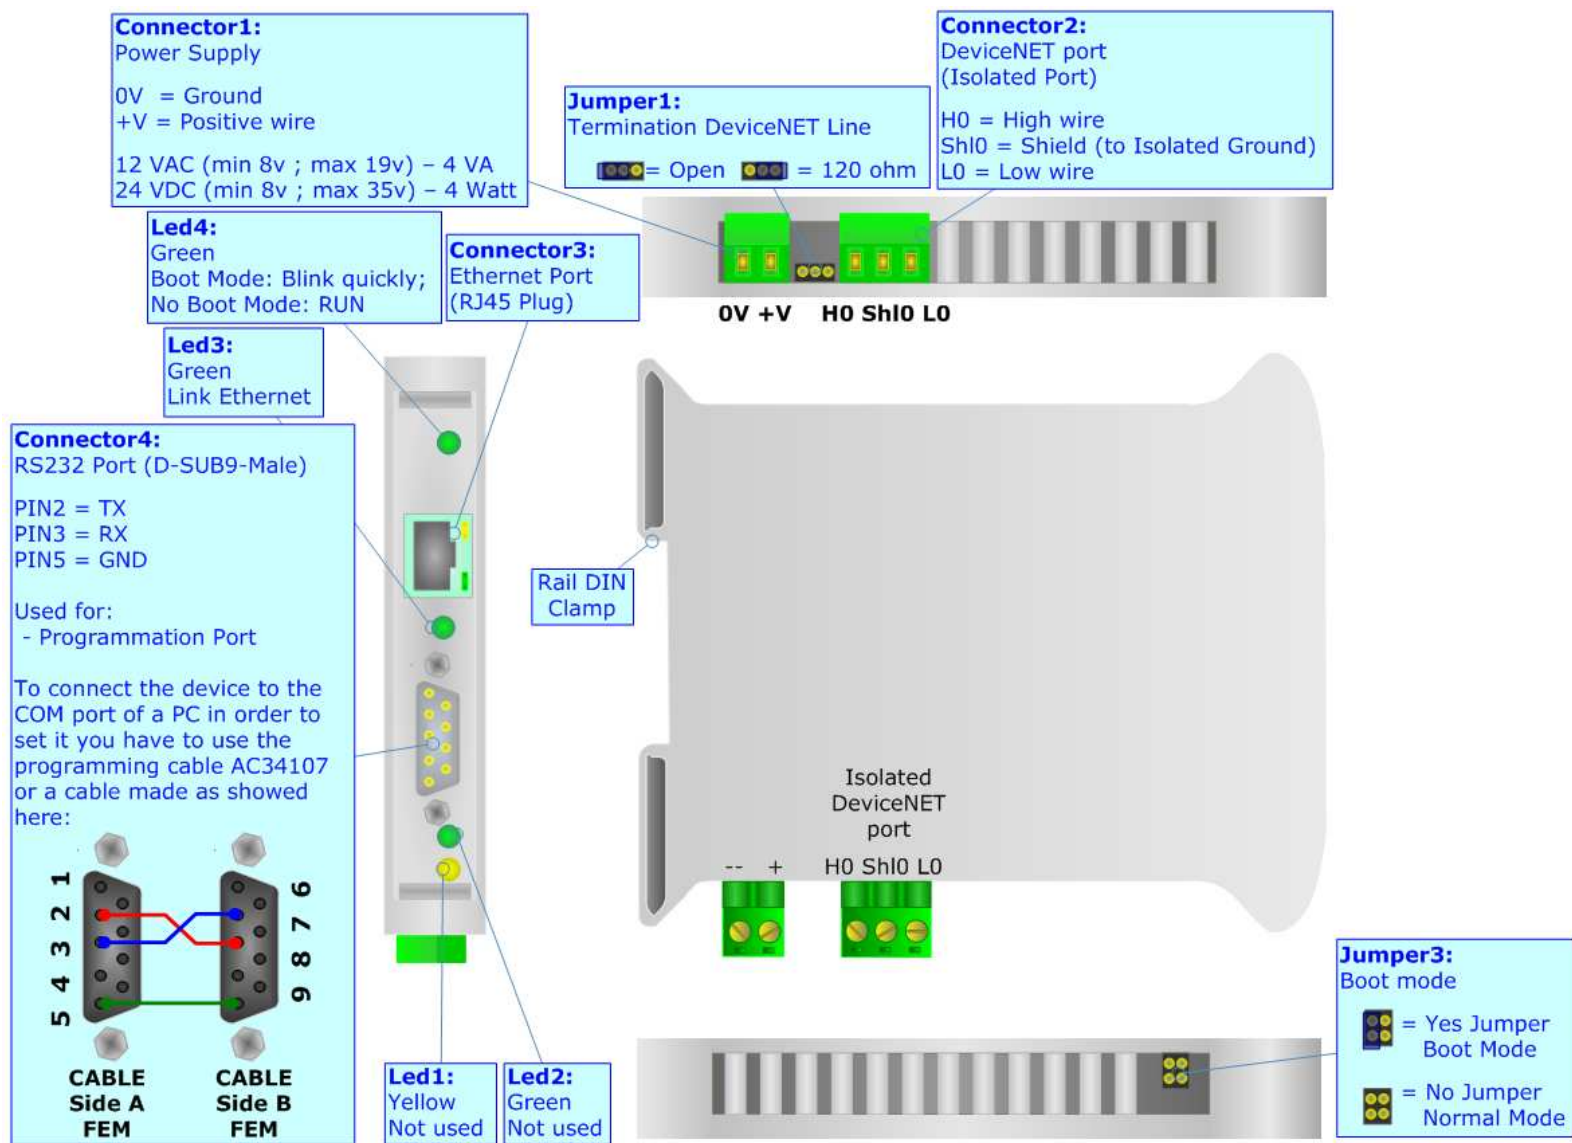 Connector1:
Power Supply
0V = Ground
+V = Positive wire
12 VAC (min 8v ; max 19v) – 4 VA
24 VDC (min 8v ; max 35v) – 4 Watt
Jumper1:
Termination DeviceNET Line
= Open = 120 ohm
Connector2:
DeviceNET port
(Isolated Port)
H0 = High wire
Shl0 = Shield (to Isolated Ground)
L0 = Low wire
Led4:
Green
Boot Mode: Blink quickly;
No Boot Mode: RUN
Connector3:
Ethernet Port
(RJ45 Plug)
0V +V H0 Shl0 L0
Led3:
Green
Link Ethernet
Connector4:
RS232 Port (D-SUB9-Male)
PIN2 = TX
PIN3 = RX
PIN5 = GND
Used for:
- Programmation Port
To connect the device to the
COM port of a PC in order to
set it you have to use the
programming cable AC34107
or a cable made as showed
here:
1
2
3
4
5
6
7
8
9
CABLE
Side A
FEM
CABLE
Side B
FEM
Rail DIN
Clamp
Isolated
DeviceNET
port
-- + H0 Shl0 L0
Led1:
Yellow
Not used
Led2:
Green
Not used
Jumper3:
Boot mode
= Yes Jumper
Boot Mode
= No Jumper
Normal Mode